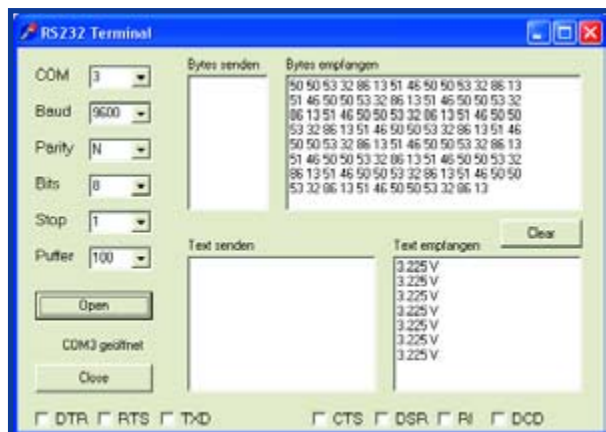 RS232 Terminal
COM 3
Baud 9600
Parity N
Bits 8
Stop 1
Puffer 100
Open
COM3 geöffnet
Close
Bytes senden
Bytes empfangen
50 50 53 32 86 13 51 46 50 50 53 32 86 13
51 46 50 50 53 32 86 13 51 46 50 50 53 32
86 13 51 46 50 50 53 32 86 13 51 46 50 50
53 32 86 13 51 46 50 50 53 32 86 13 51 46
50 50 53 32 86 13 51 46 50 50 53 32 86 13
51 46 50 50 53 32 86 13 51 46 50 50 53 32
86 13 51 46 50 50 53 32 86 13 51 46 50 50
53 32 86 13 51 46 50 50 53 32 86 13
Clear
Text senden
Text empfangen
3.225 V
3.225 V
3.225 V
3.225 V
3.225 V
3.225 V
3.225 V
DTR RTS TXD CTS DSR RI DCD